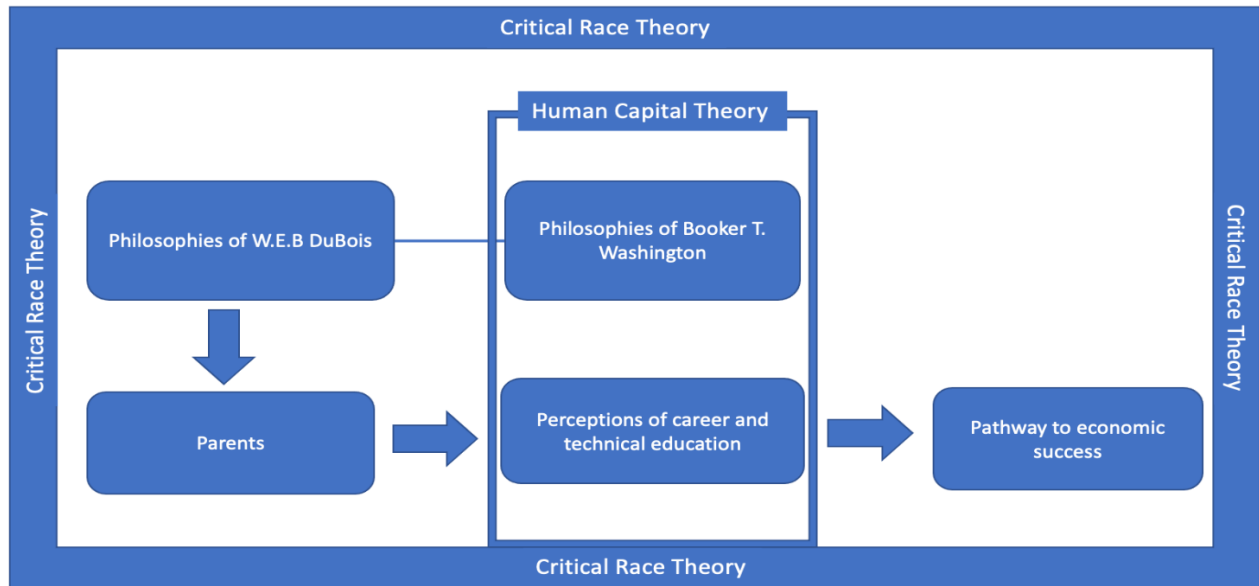 Critical Race Theory
Human Capital Theory
Critical Race Theory
Philosophies of W.E.B DuBois
Philosophies of Booker T.
Washington
Critical Race Theory
Parents
Perceptions of career and
technical education
Pathway to economic
success
Critical Race Theory